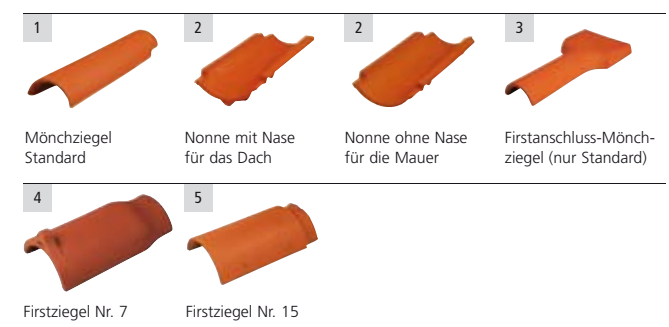 1
2
2
3
Mönchziegel
Standard
Nonne mit Nase
für das Dach
Nonne ohne Nase
für die Mauer
Firstanschluss-Mönch-
ziegel (nur Standard)
4
5
Firstziegel Nr. 7
Firstziegel Nr. 15